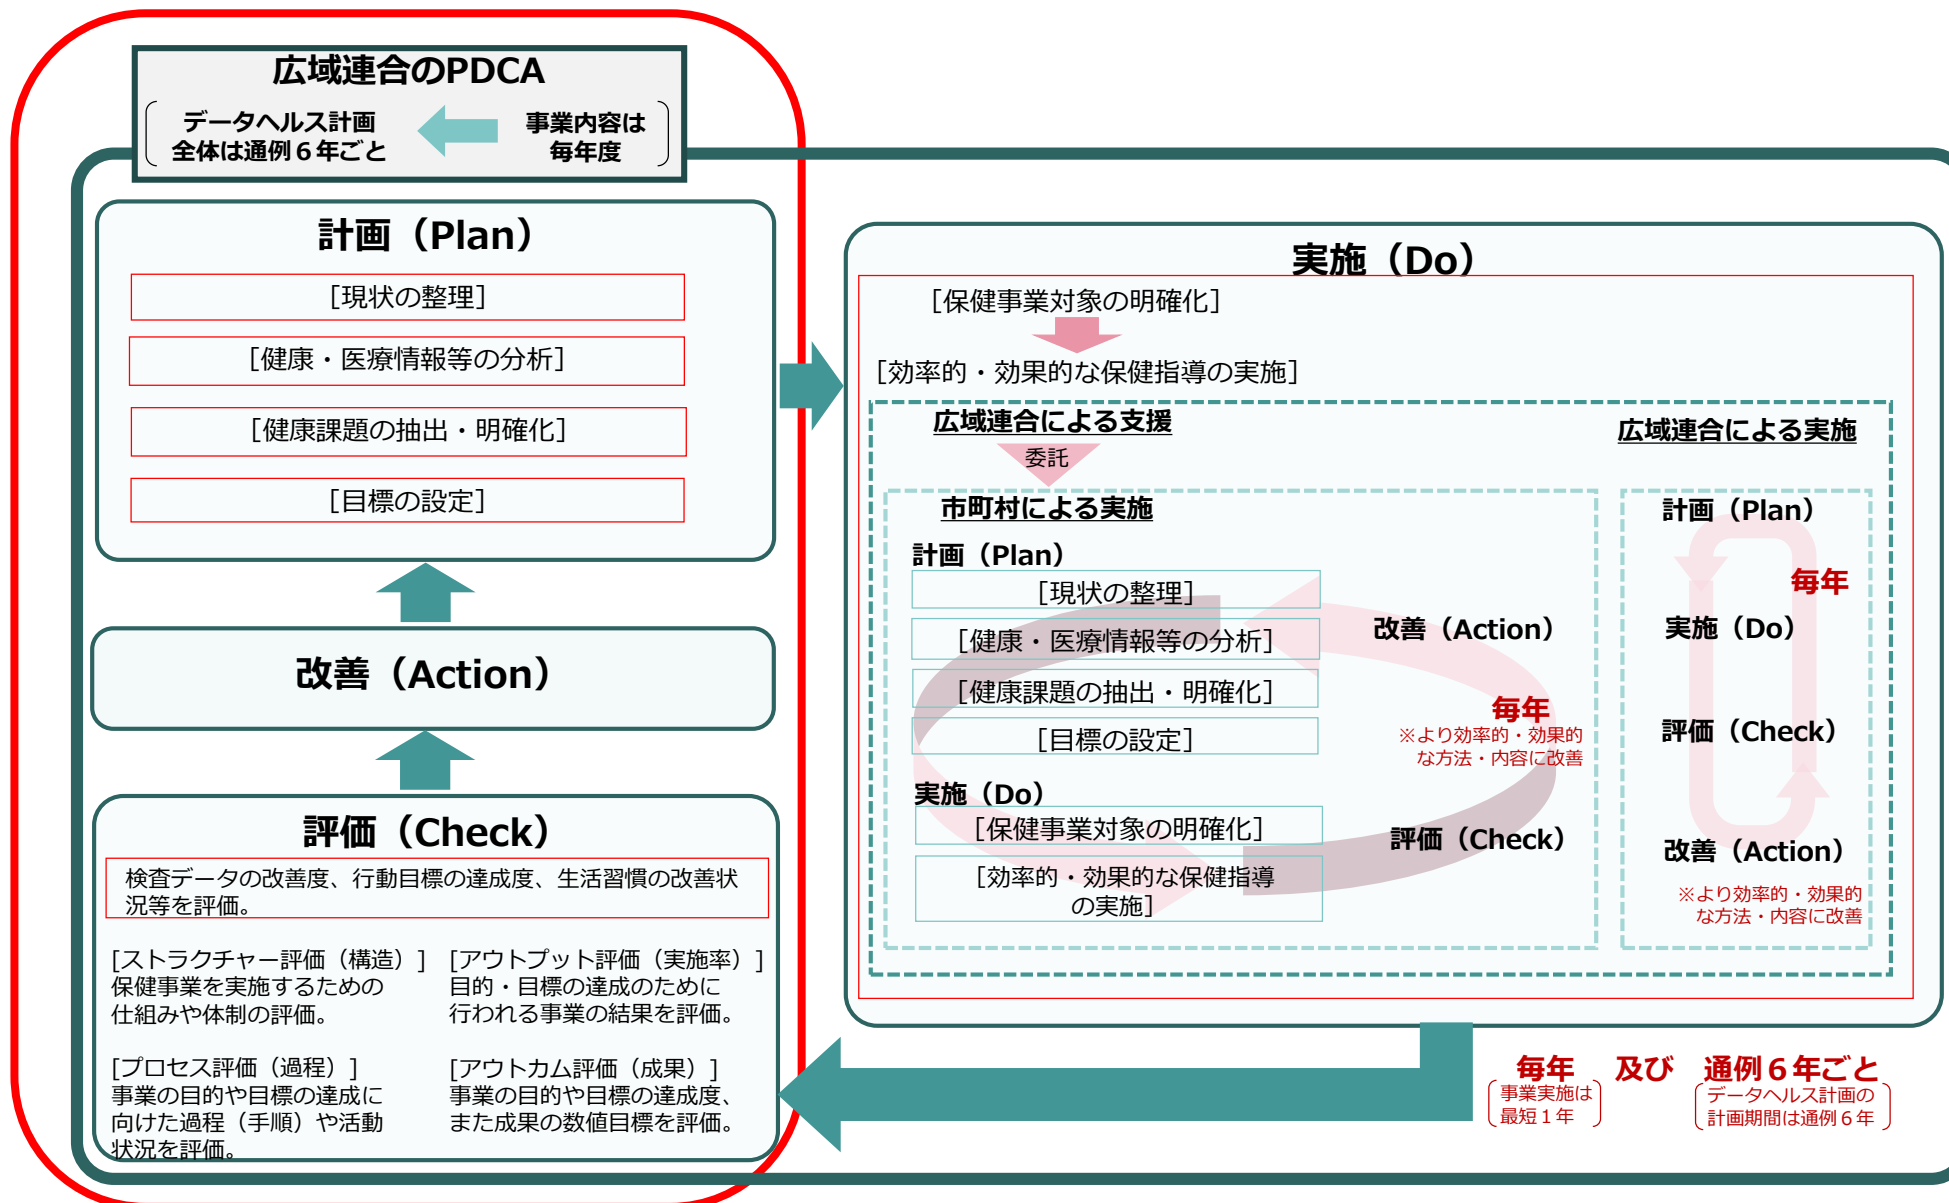 広域連合のPDCA
データヘルス計画
全体は通例６年ごと
事業内容は
毎年度
計画（Plan）
［現状の整理］
［健康・医療情報等の分析］
［健康課題の抽出・明確化］
［目標の設定］
改善（Action）
評価（Check）
検査データの改善度、行動目標の達成度、生活習慣の改善状
況等を評価。
[ストラクチャー評価（構造）]
保健事業を実施するための
仕組みや体制の評価。
[アウトプット評価（実施率）]
目的・目標の達成のために
行われる事業の結果を評価。
[プロセス評価（過程）]
事業の目的や目標の達成に
向けた過程（手順）や活動
状況を評価。
[アウトカム評価（成果）]
事業の目的や目標の達成度、
また成果の数値目標を評価。
実施（Do）
［保健事業対象の明確化］
［効率的・効果的な保健指導の実施］
広域連合による支援
委託
市町村による実施
計画（Plan）
［現状の整理］
［健康・医療情報等の分析］
［健康課題の抽出・明確化］
［目標の設定］
実施（Do）
［保健事業対象の明確化］
［効率的・効果的な保健指導
の実施］
改善（Action）
毎年
※より効率的・効果的
な方法・内容に改善
評価（Check）
広域連合による実施
計画（Plan）
毎年
実施（Do）
評価（Check）
改善（Action）
※より効率的・効果的
な方法・内容に改善
毎年 及び 通例６年ごと
事業実施は
最短１年
データヘルス計画の
計画期間は通例６年